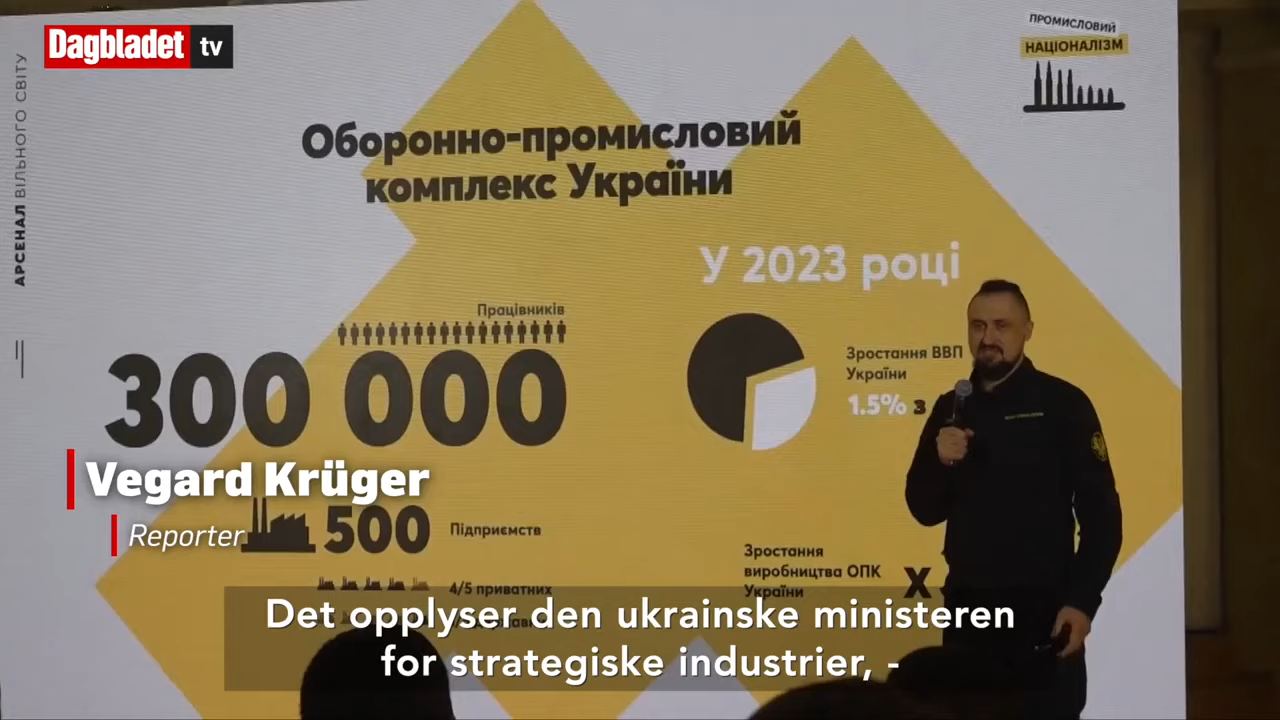 Dagbladet tv
АРСЕНАЛ ВІЛЬНОГО СВІТУ
ПРОМИСЛОВИЙ
НАЦІОНАЛІЗМ
Оборонно-промисловий
комплекс України
У 2023 році
Працівників
300 000
Зростання ВВП
України
1.5% з
Vegard Krüger
Reporter
500
Підприємств
4/5 приватних
Зростання
виробництва ОПК
України
X
Det opplyser den ukrainske ministeren
for strategiske industrier, -